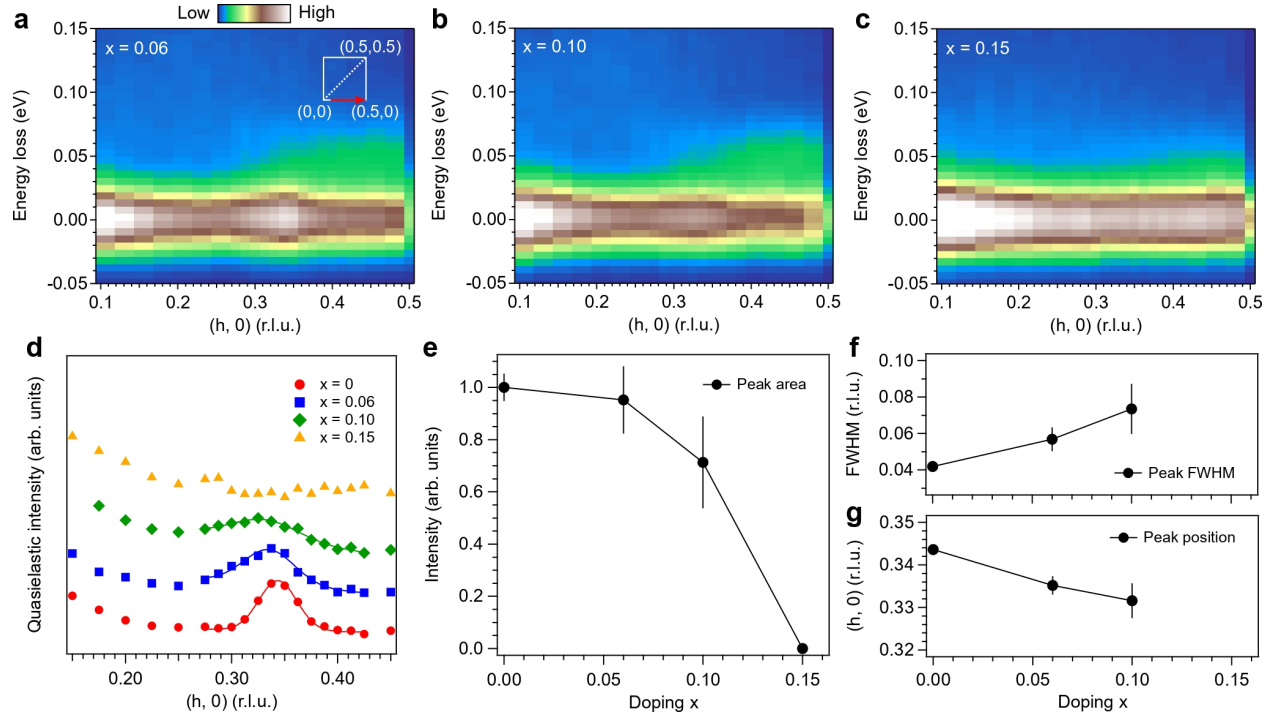 Low High
a
x = 0.06
(0.5,0.5)
(0,0) (0.5,0)
0.15
0.10
0.05
0.00
-0.05
Energy loss (eV)
0.1 0.2 0.3 0.4 0.5
(h, 0) (r.l.u.)
b
x = 0.10
0.15
0.10
0.05
0.00
-0.05
Energy loss (eV)
0.1 0.2 0.3 0.4 0.5
(h, 0) (r.l.u.)
c
x = 0.15
0.15
0.10
0.05
0.00
-0.05
Energy loss (eV)
0.1 0.2 0.3 0.4 0.5
(h, 0) (r.l.u.)
d
x = 0
x = 0.06
x = 0.10
x = 0.15
Quasielastic intensity (arb. units)
0.20 0.30 0.40
(h, 0) (r.l.u.)
e
Peak area
1.0
0.8
0.6
0.4
0.2
0.0
Intensity (arb. units)
0.00 0.05 0.10 0.15
Doping x
f
0.10
0.08
0.06
0.04
FWHM (r.l.u.)
Peak FWHM
g
Peak position
0.35
0.34
0.33
0.32
(h, 0) (r.l.u.)
0.00 0.05 0.10 0.15
Doping x